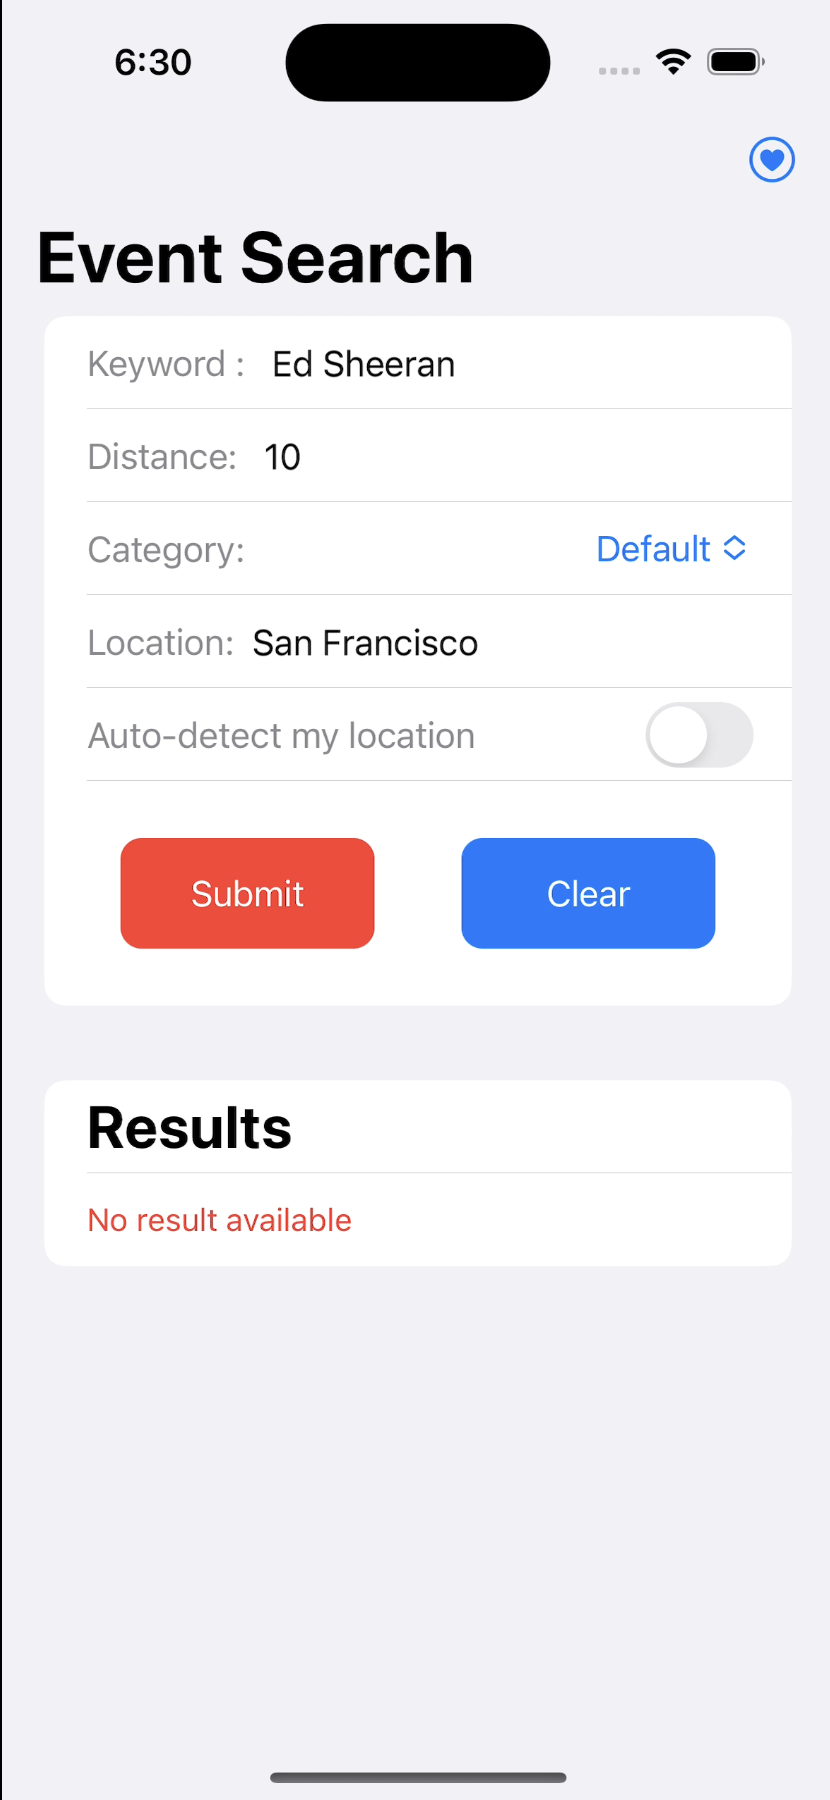 6:30
Event Search
Keyword : Ed Sheeran
Distance: 10
Category: Default
Location: San Francisco
Auto-detect my location
Submit Clear
Results
No result available